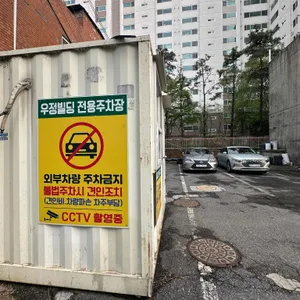 우정빌딩 전용주차장
외부차량 주차금지
불법주차시 견인조치
(견인비, 차량파손 차주부담)
CCTV 촬영중